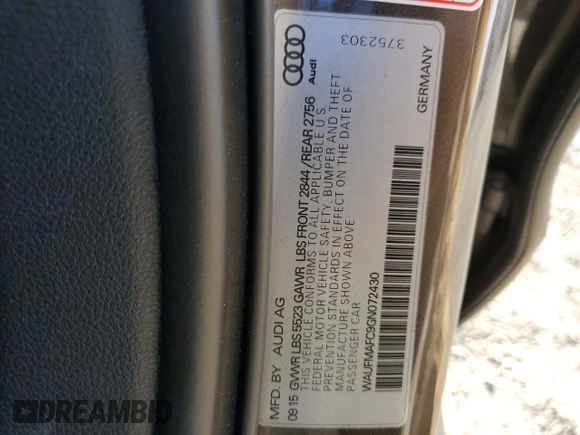 MFD. BY AUDI AG
0915 GVWR LBS 5523 GAWR LBS FRONT 2844 /REAR 2756
THIS VEHICLE CONFORMS TO ALL APPLICABLE U.S.
FEDERAL MOTOR VEHICLE SAFETY, BUMPER AND THEFT
PREVENTION STANDARDS IN EFFECT ON THE DATE OF
MANUFACTURE SHOWN ABOVE
PASSENGER CAR
WAUFMAFC9GN072430
Audi
3752303
GERMANY
DREAMBID